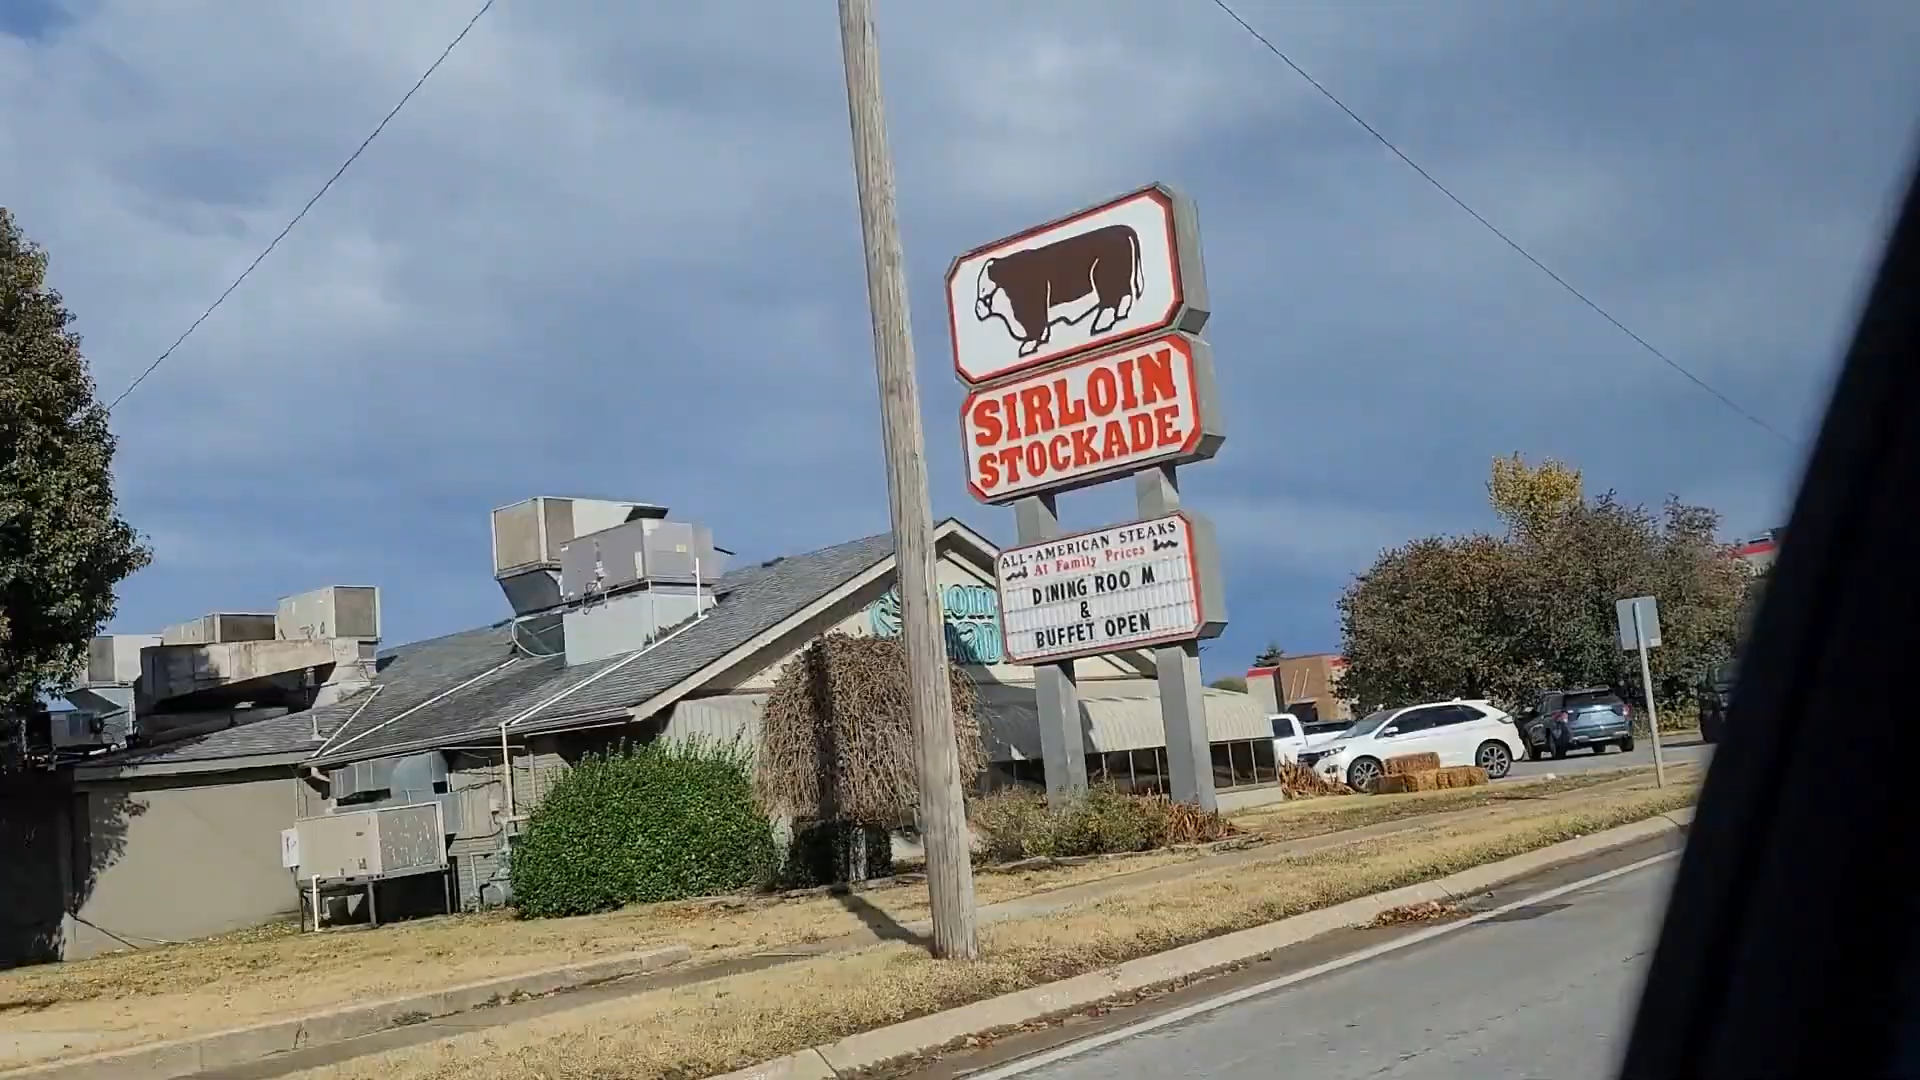 SIRLOIN
STOCKADE
ALL-AMERICAN STEAKS
At Family Prices
DINING ROO M
&
BUFFET OPEN